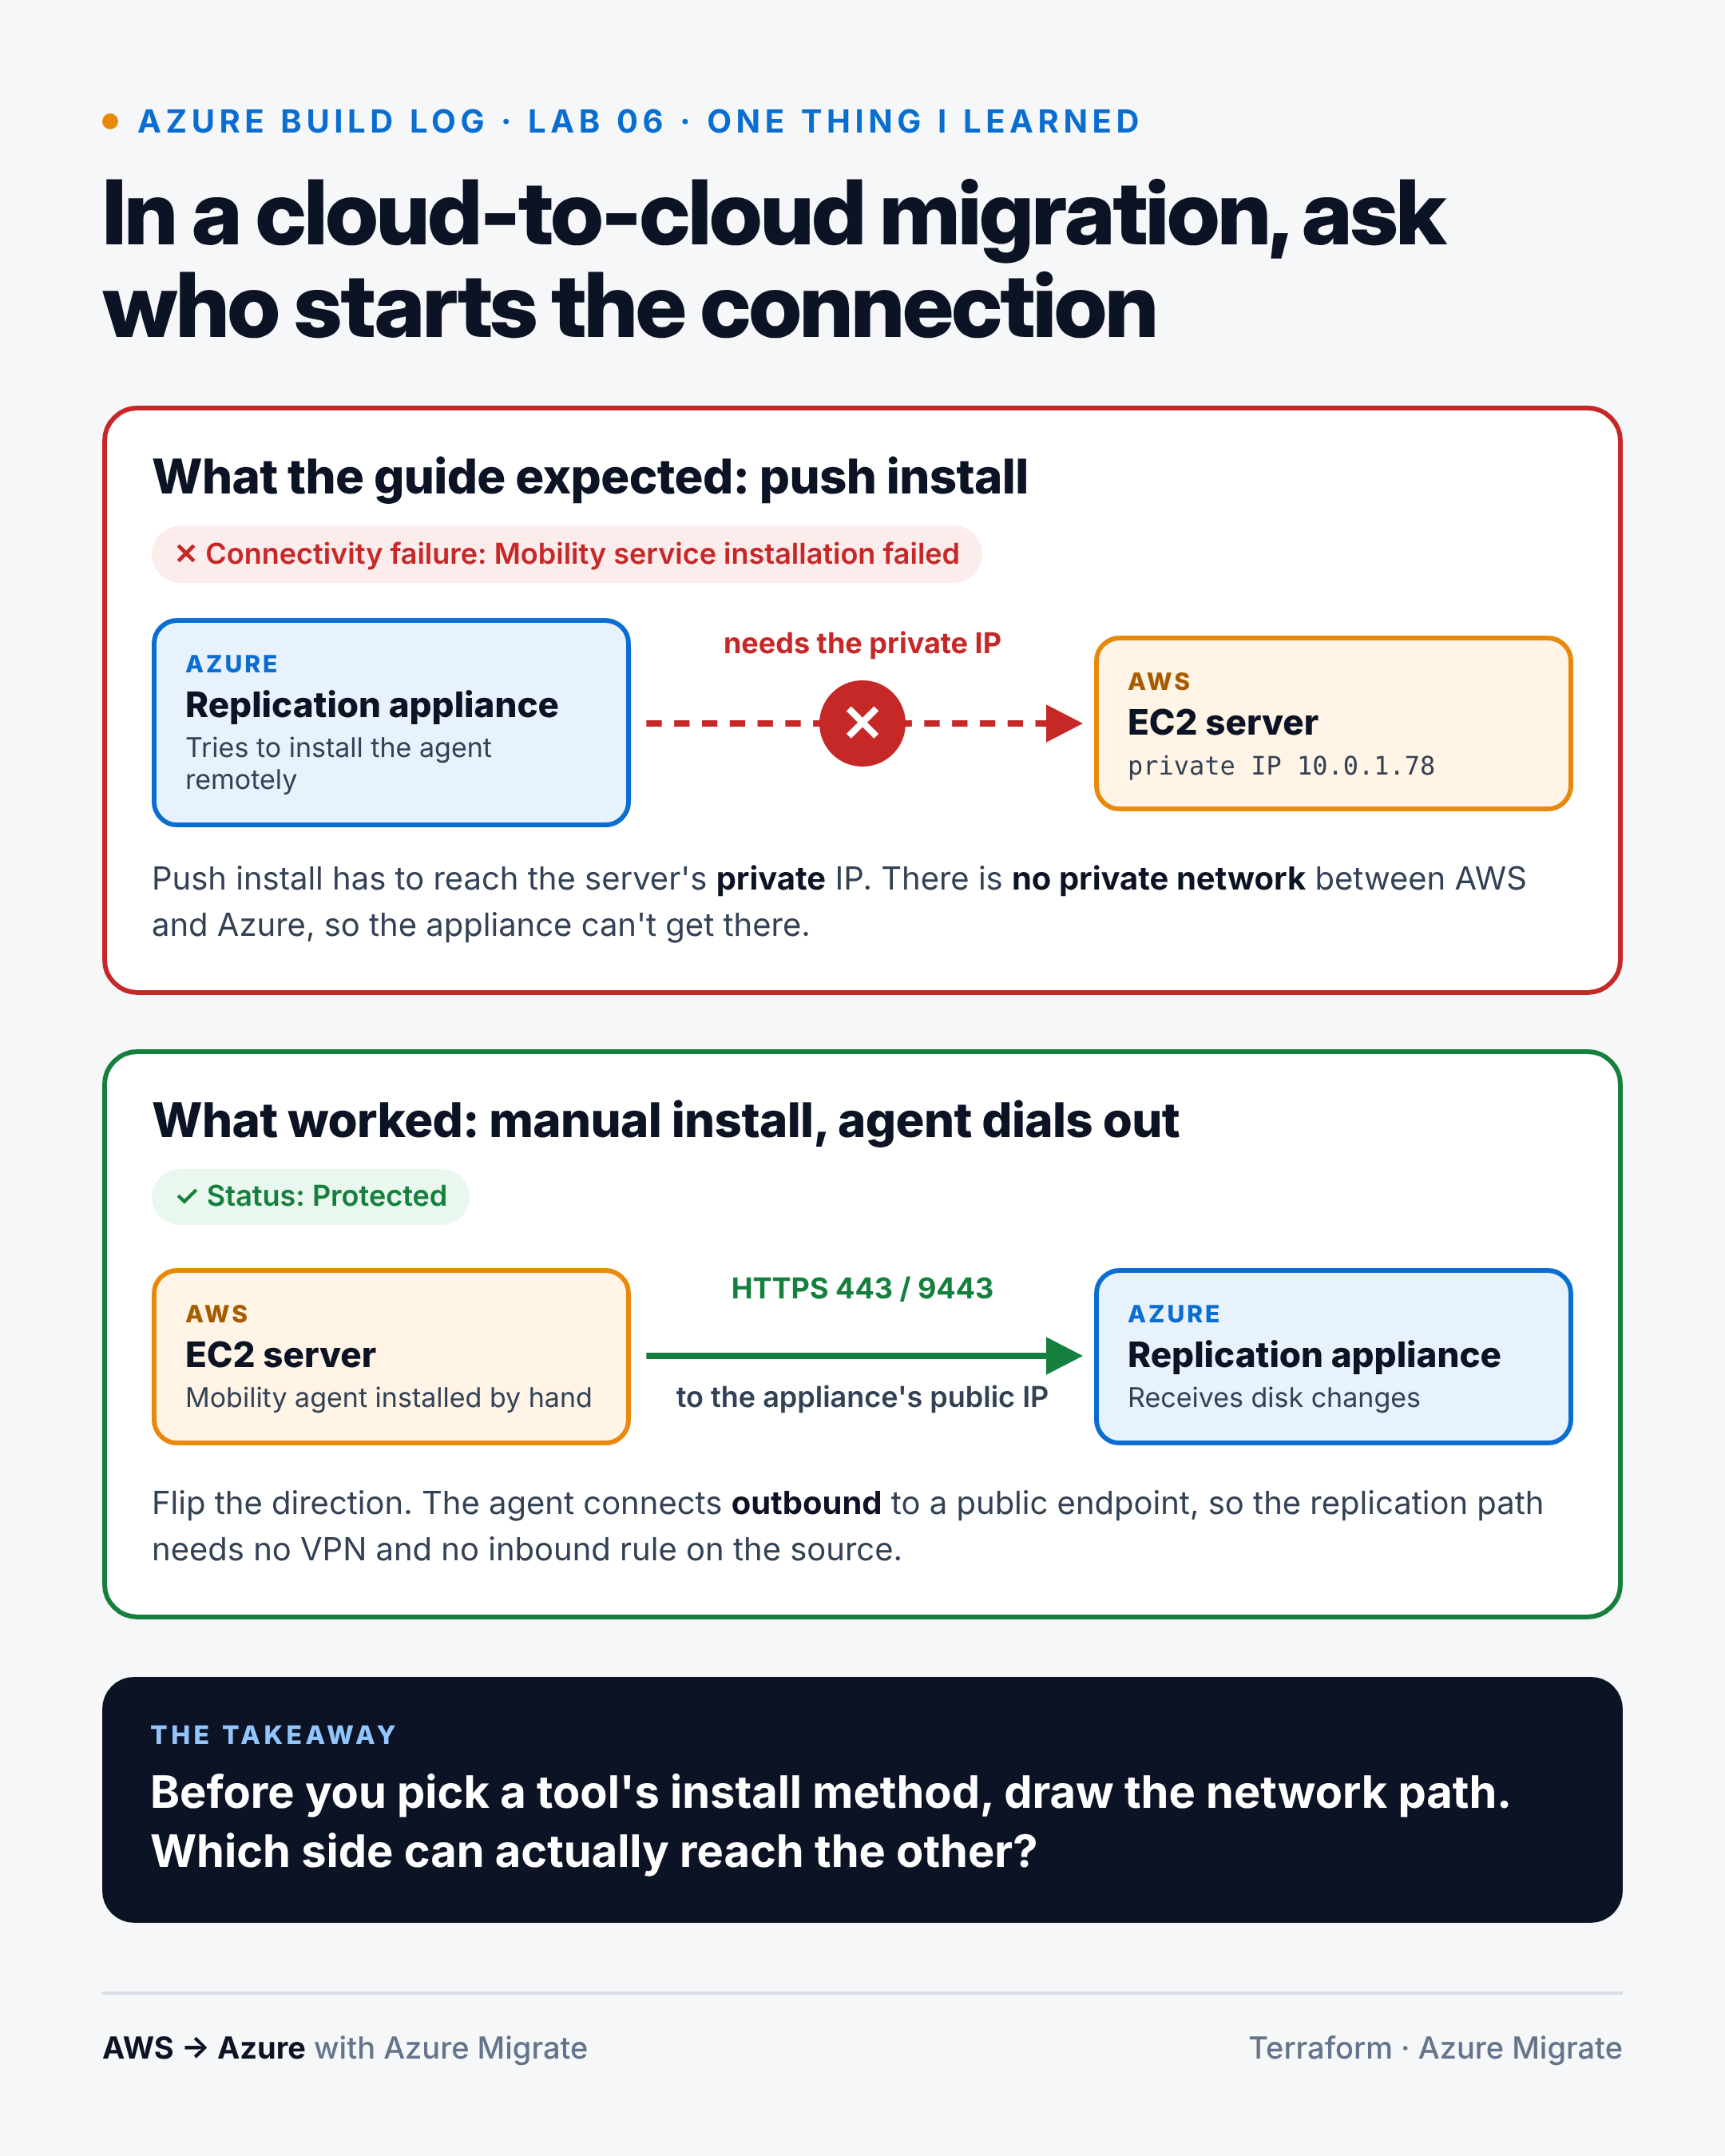 AZURE BUILD LOG · LAB 06 · ONE THING I LEARNED
In a cloud-to-cloud migration, ask
who starts the connection
What the guide expected: push install
✕ Connectivity failure: Mobility service installation failed
AZURE
Replication appliance
Tries to install the agent
remotely
needs the private IP
✕
AWS
EC2 server
private IP 10.0.1.78
Push install has to reach the server's private IP. There is no private network between AWS
and Azure, so the appliance can't get there.
What worked: manual install, agent dials out
✓ Status: Protected
AWS
EC2 server
Mobility agent installed by hand
HTTPS 443 / 9443
to the appliance's public IP
AZURE
Replication appliance
Receives disk changes
Flip the direction. The agent connects outbound to a public endpoint, so the replication path
needs no VPN and no inbound rule on the source.
THE TAKEAWAY
Before you pick a tool's install method, draw the network path.
Which side can actually reach the other?
AWS → Azure with Azure Migrate
Terraform · Azure Migrate